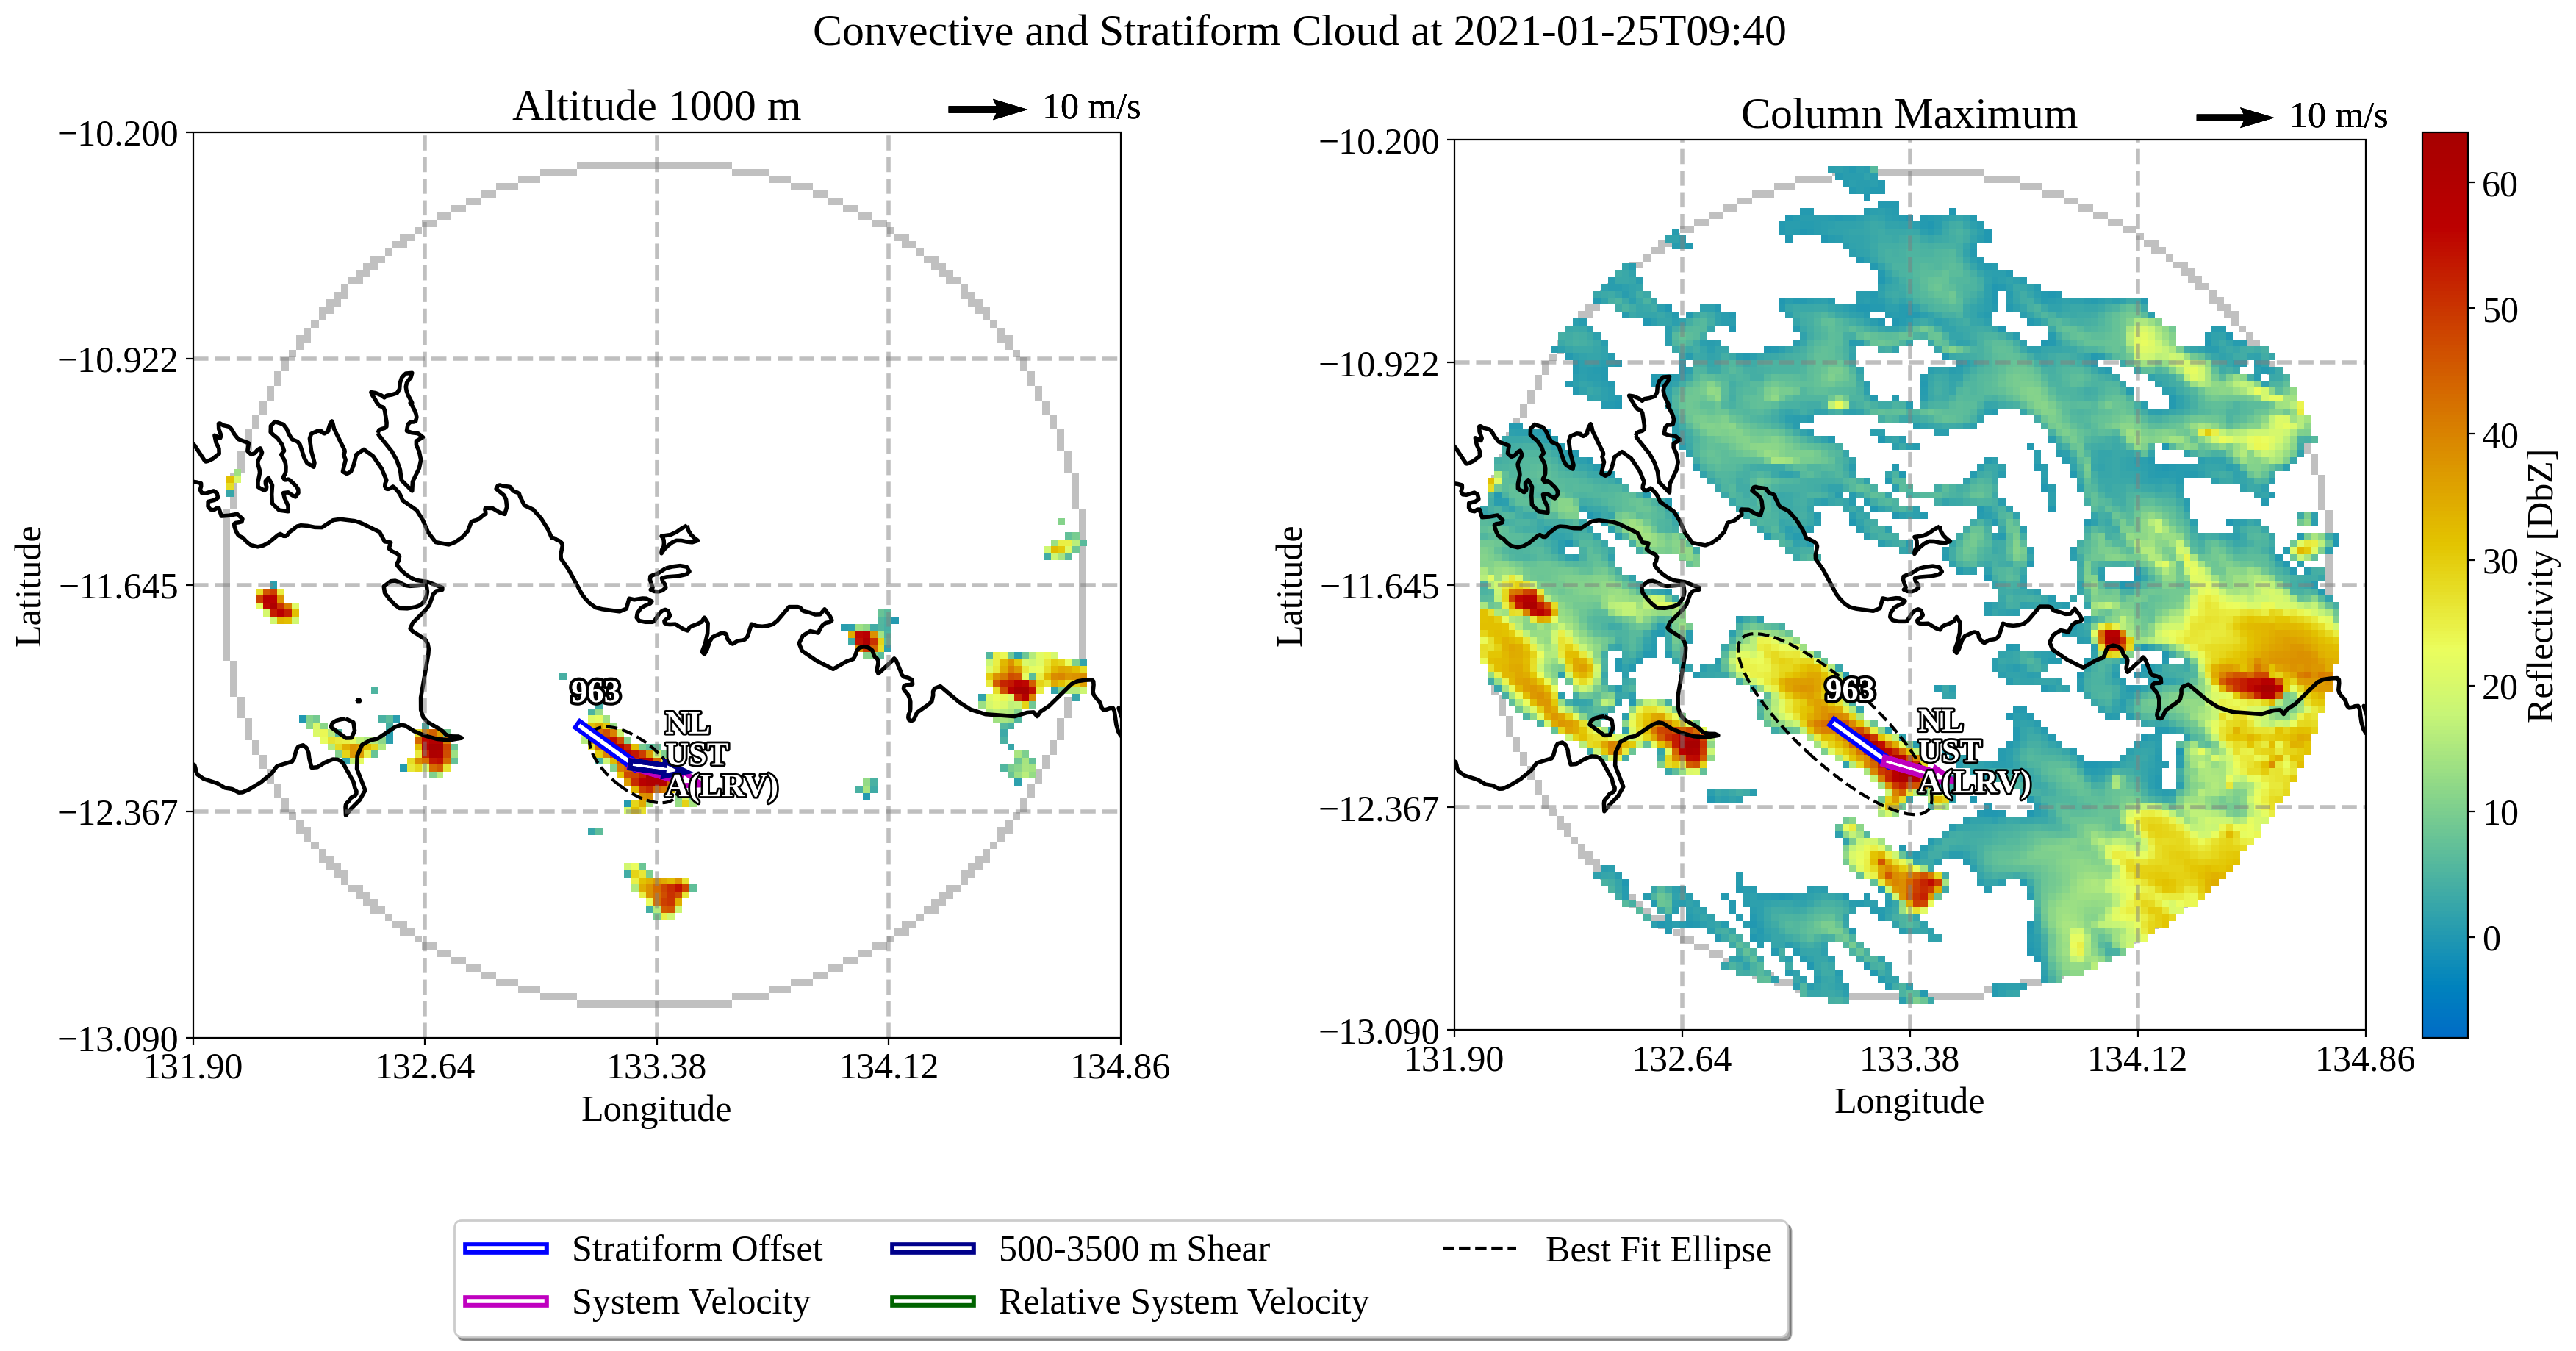 Convective and Stratiform Cloud at 2021-01-25T09:40
Altitude 1000 m
10 m/s
−10.200
−10.922
−11.645
−12.367
−13.090
Latitude
963
NL
UST
A(LRV)
131.90
132.64
133.38
134.12
134.86
Longitude
Column Maximum
10 m/s
−10.200
−10.922
−11.645
−12.367
−13.090
Latitude
963
NL
UST
A(LRV)
131.90
132.64
133.38
134.12
134.86
Longitude
60
50
40
30
20
10
0
Reflectivity [DbZ]
Stratiform Offset
System Velocity
500-3500 m Shear
Relative System Velocity
Best Fit Ellipse